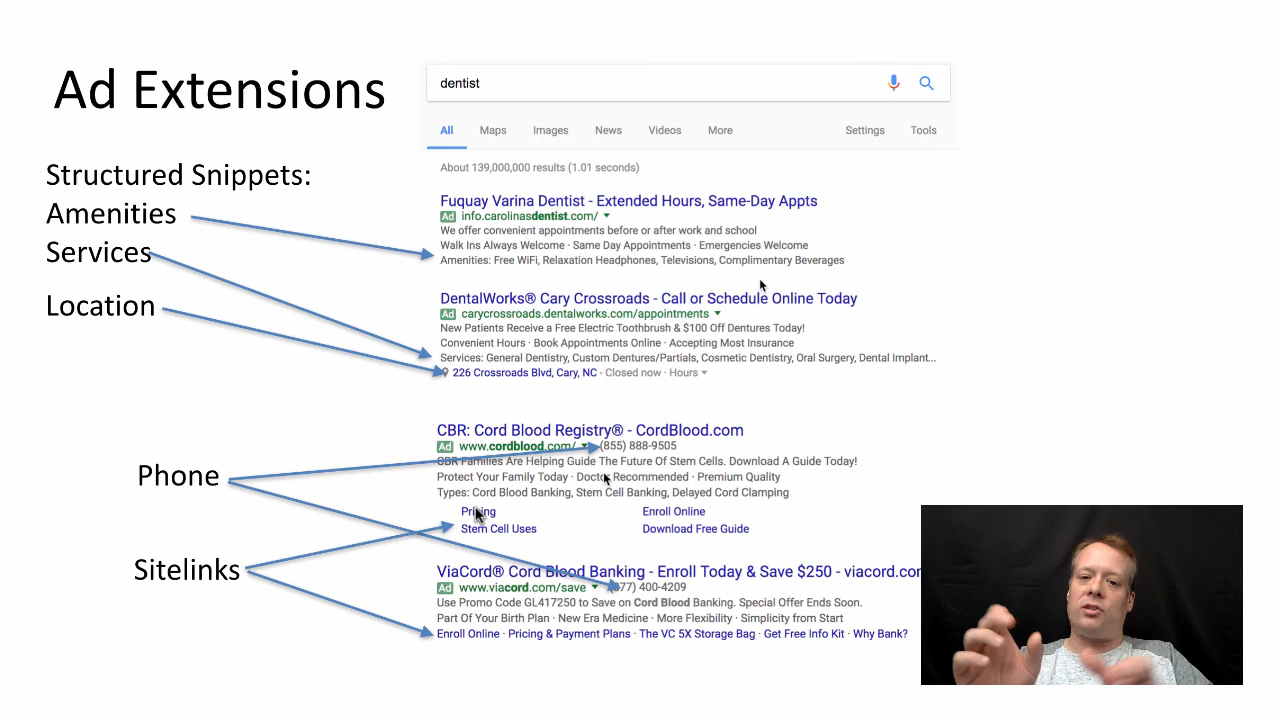 Ad Extensions
Structured Snippets:
Amenities
Services
Location
Phone
Sitelinks
dentist
All Maps Images News Videos More Settings Tools
About 139,000,000 results (1.01 seconds)
Fuquay Varina Dentist - Extended Hours, Same-Day Appts
Ad info.carolinasdentist.com/
We offer convenient appointments before or after work and school
Walk Ins Always Welcome · Same Day Appointments · Emergencies Welcome
Amenities: Free WiFi, Relaxation Headphones, Televisions, Complimentary Beverages
DentalWorks® Cary Crossroads - Call or Schedule Online Today
Ad carycrossroads.dentalworks.com/appointments
New Patients Receive a Free Electric Toothbrush & $100 Off Dentures Today!
Convenient Hours · Book Appointments Online · Accepting Most Insurance
Services: General Dentistry, Custom Dentures/Partials, Cosmetic Dentistry, Oral Surgery, Dental Implant...
226 Crossroads Blvd, Cary, NC - Closed now · Hours
CBR: Cord Blood Registry® - CordBlood.com
Ad www.cordblood.com/ (855) 888-9505
CBR Families Are Helping Guide The Future Of Stem Cells. Download A Guide Today!
Protect Your Family Today · Doctor Recommended · Premium Quality
Types: Cord Blood Banking, Stem Cell Banking, Delayed Cord Clamping
Pricing Enroll Online
Stem Cell Uses Download Free Guide
ViaCord® Cord Blood Banking - Enroll Today & Save $250 - viacord.cor
Ad www.viacord.com/save (877) 400-4209
Use Promo Code GL417250 to Save on Cord Blood Banking. Special Offer Ends Soon.
Part Of Your Birth Plan · New Era Medicine · More Flexibility · Simplicity from Start
Enroll Online · Pricing & Payment Plans · The VC 5X Storage Bag · Get Free Info Kit · Why Bank?